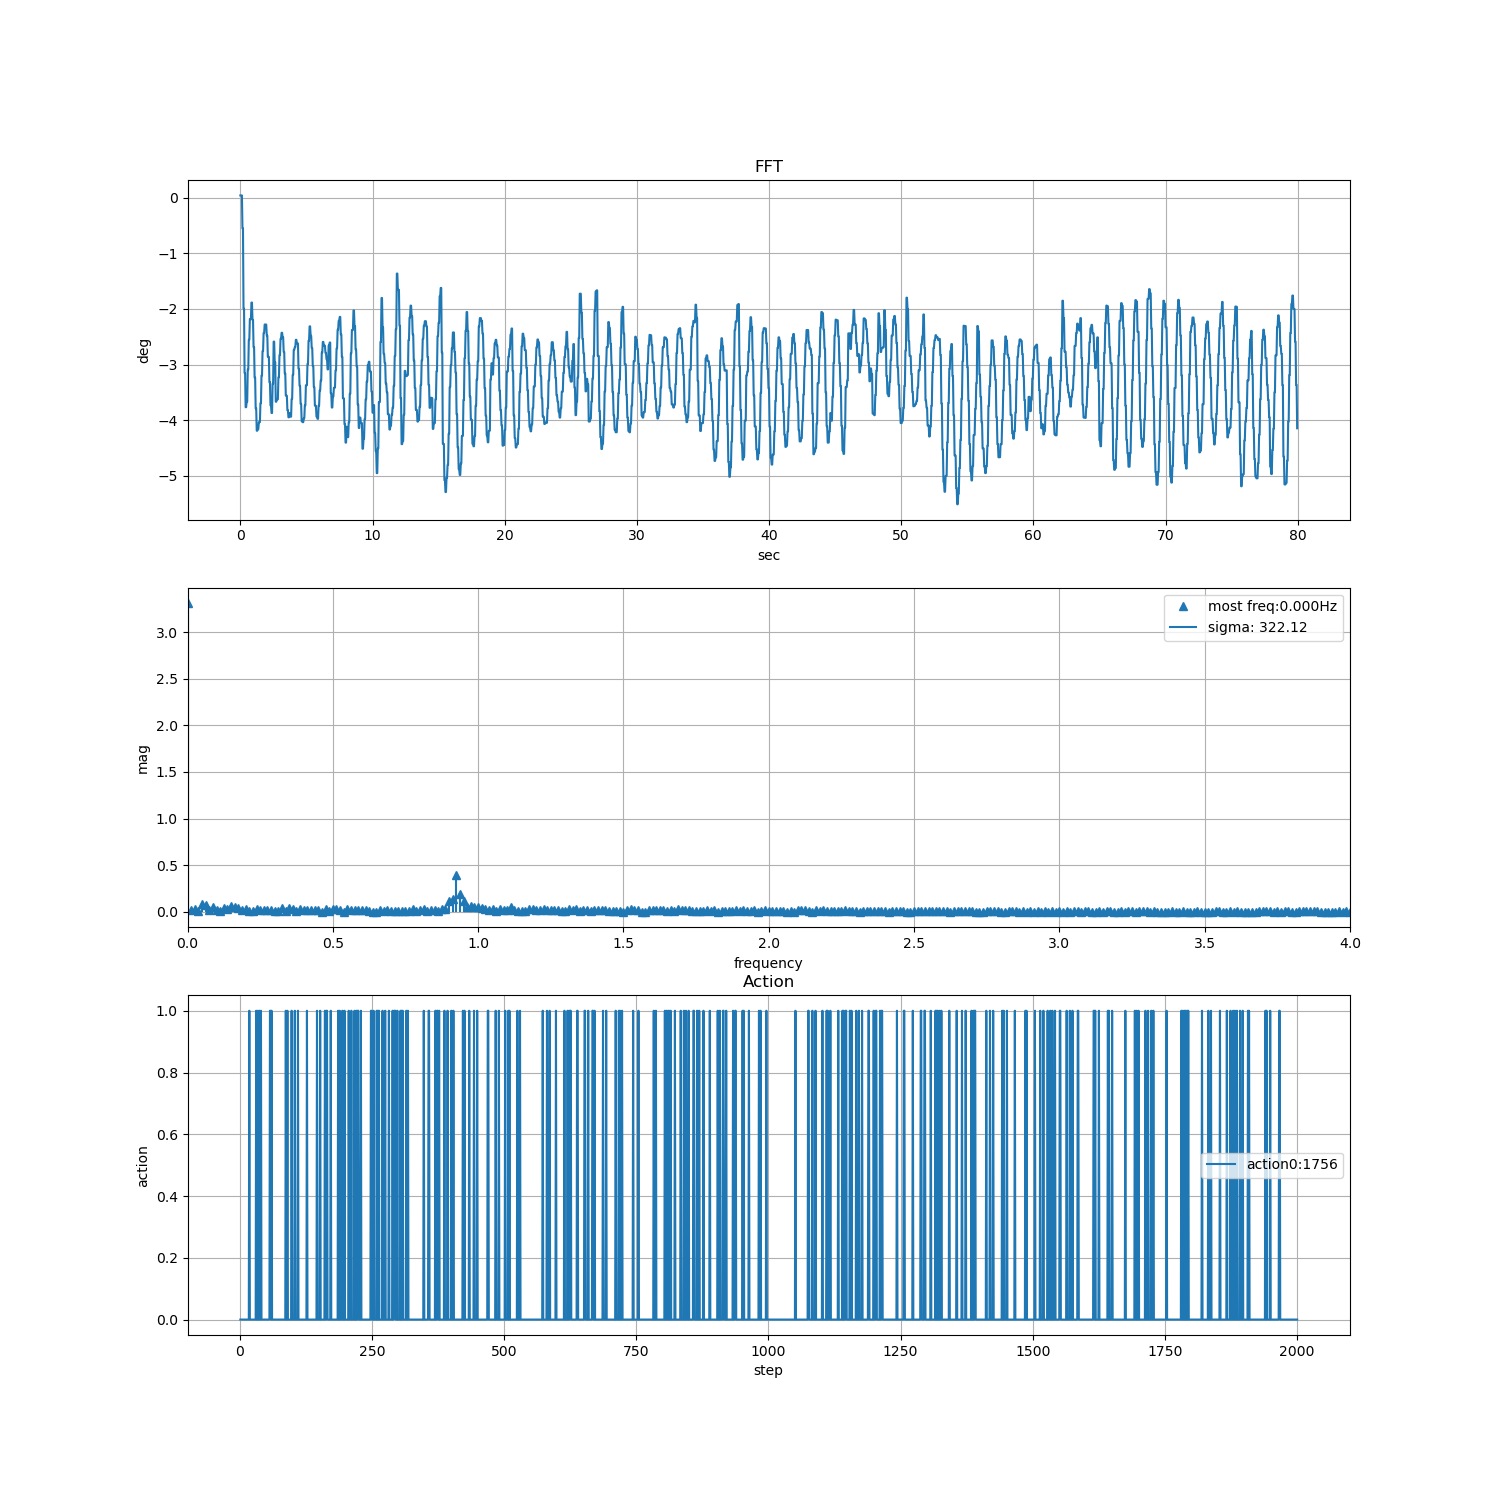 FFT
0
−1
−2
−3
−4
−5
deg
0 10 20 30 40 50 60 70 80
sec
most freq:0.000Hz
sigma: 322.12
3.0
2.5
2.0
1.5
1.0
0.5
0.0
mag
0.0 0.5 1.0 1.5 2.0 2.5 3.0 3.5 4.0
frequency
Action
1.0
0.8
0.6
0.4
0.2
0.0
action
action0:1756
0 250 500 750 1000 1250 1500 1750 2000
step